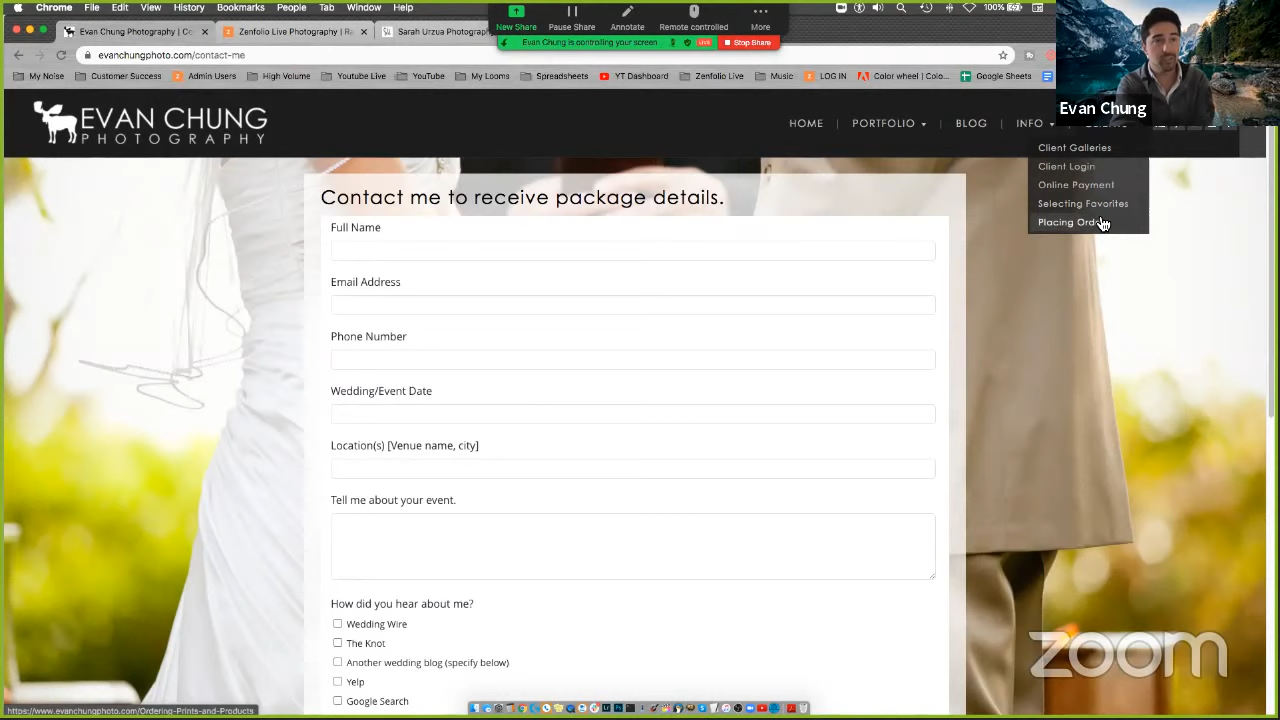 Chrome File Edit View History Bookmarks People Tab Window Help
100%
New Share Pause Share Annotate Remote controlled More
Evan Chung is controlling your screen LIVE Stop Share
Evan Chung Photography | Co Zenfolio Live Photography | Ra Sarah Urzua Photography
evanchungphoto.com/contact-me
My Noise Customer Success Admin Users High Volume Youtube Live YouTube My Looms Spreadsheets YT Dashboard Zenfolio Live Music LOG IN Color wheel | Colo... Google Sheets
Evan Chung
EVAN CHUNG
PHOTOGRAPHY
HOME | PORTFOLIO | BLOG | INFO
Client Galleries
Client Login
Online Payment
Selecting Favorites
Placing
Contact me to receive package details.
Full Name
Email Address
Phone Number
Wedding/Event Date
Location(s) [Venue name, city]
Tell me about your event.
How did you hear about me?
Wedding Wire
The Knot
Another wedding blog (specify below)
Yelp
Google Search
zoom
https://www.evanchungphoto.com/Ordering-Prints-and-Products